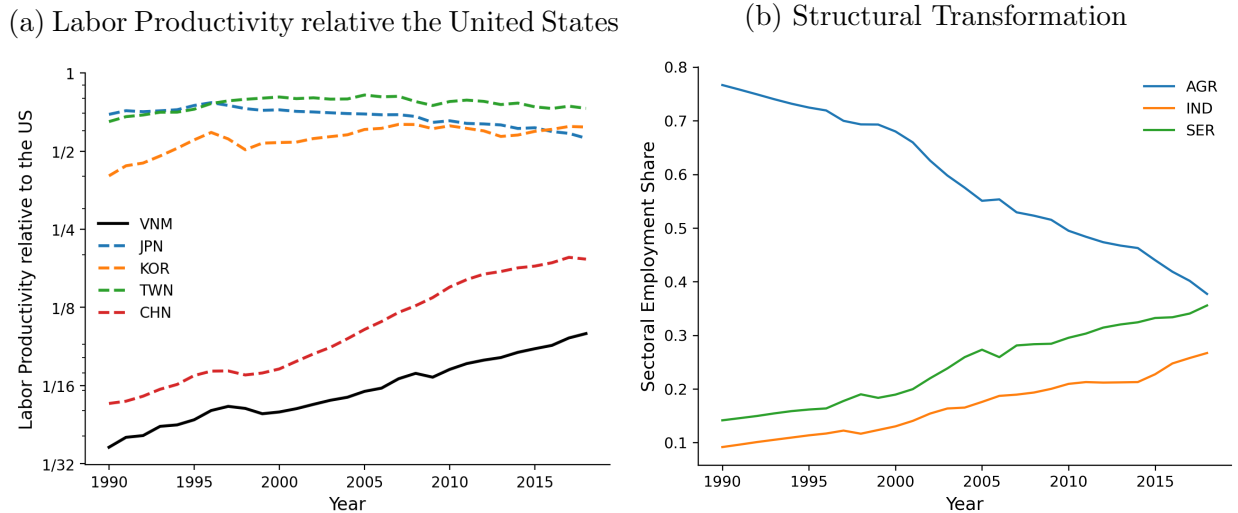 (a) Labor Productivity relative the United States
Labor Productivity relative to the US
1
1/2
1/4
1/8
1/16
1/32
VNM
JPN
KOR
TWN
CHN
1990 1995 2000 2005 2010 2015
Year
(b) Structural Transformation
Sectoral Employment Share
0.8
0.7
0.6
0.5
0.4
0.3
0.2
0.1
AGR
IND
SER
1990 1995 2000 2005 2010 2015
Year